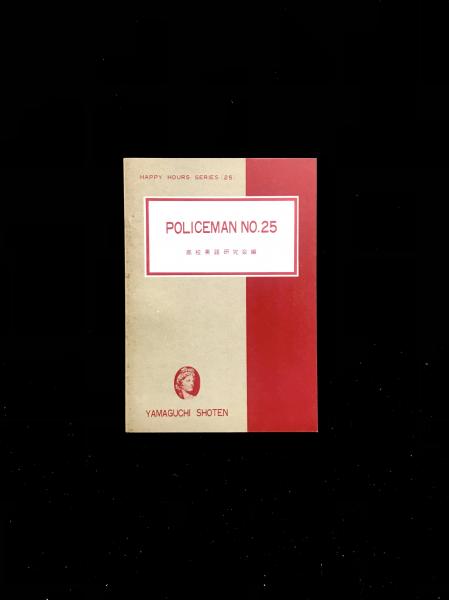 HAPPY HOURS SERIES (25)
POLICEMAN NO.25
高校英語研究会編
YAMAGUCHI SHOTEN